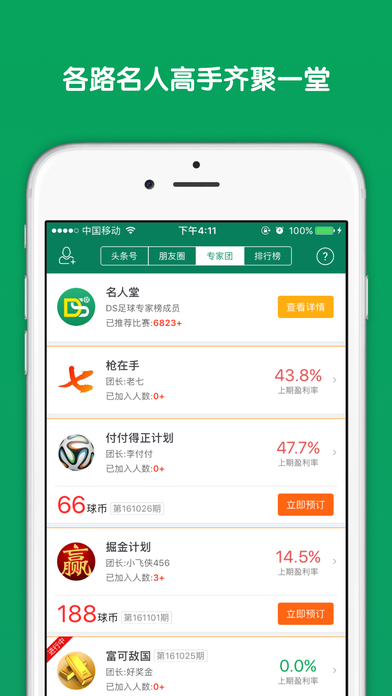 各路名人高手齐聚一堂
中国移动 下午4:11 100%
头条号 朋友圈 专家团 排行榜 ?
名人堂
DS足球专家榜成员
已推荐比赛:6823+
查看详情
DS
枪在手
团长:老七
已加入人数:0+
43.8%
上期盈利率
七
付付得正计划
团长:李付付
已加入人数:0+
47.7%
上期盈利率
66球币 第161026期
立即预订
掘金计划
团长:小飞侠456
已加入人数:3+
14.5%
上期盈利率
赢
188球币 第161101期
立即预订
进行中
富可敌国 第161025期
团长:好奖金
已加入人数:0+
0.0%
上期盈利率